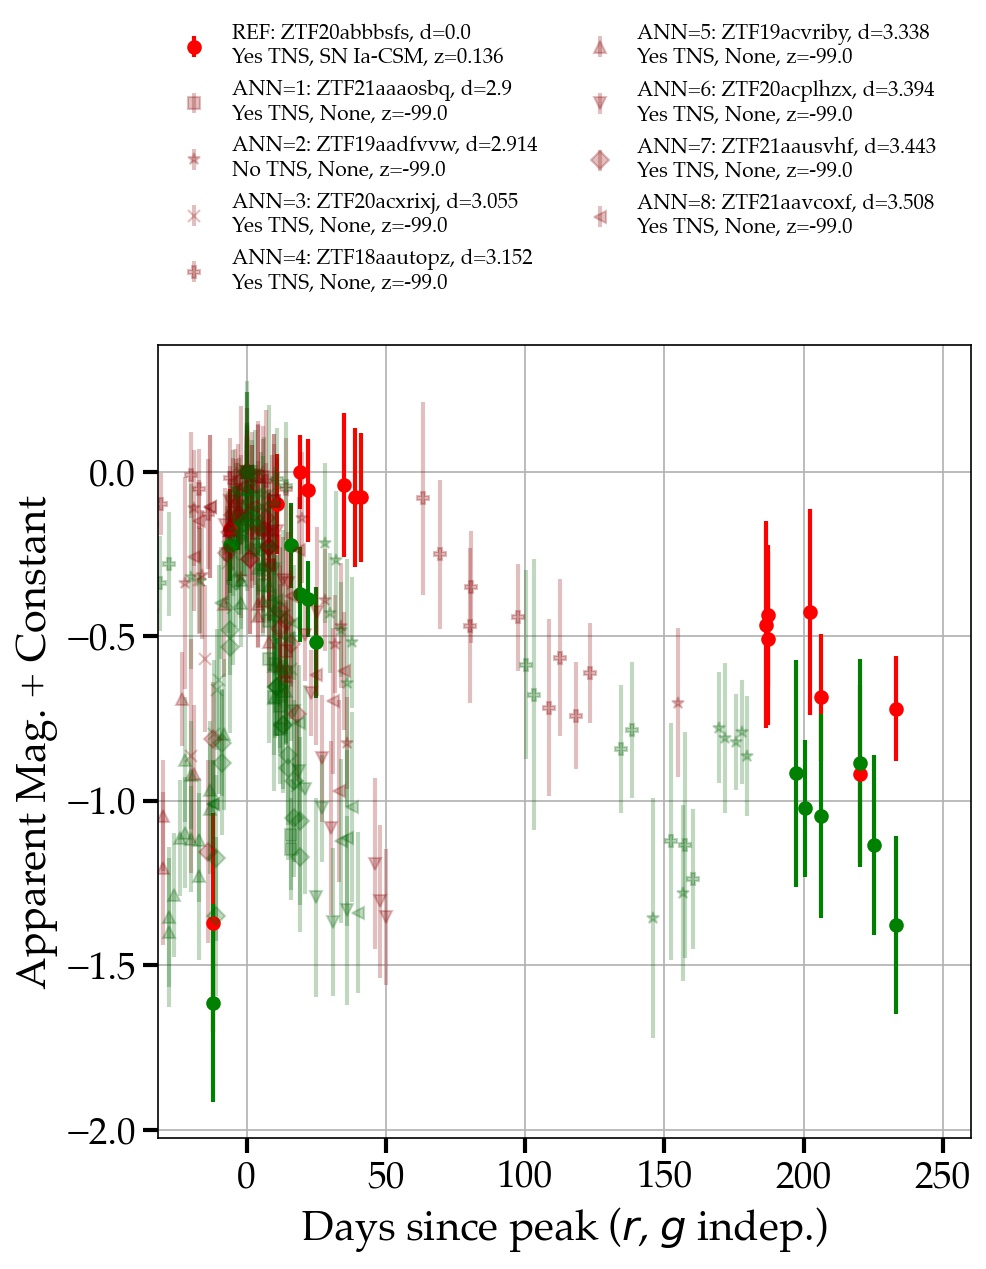 REF: ZTF20abbbsfs, d=0.0
Yes TNS, SN Ia-CSM, z=0.136
ANN=1: ZTF21aaaosbq, d=2.9
Yes TNS, None, z=-99.0
ANN=2: ZTF19aadfvvw, d=2.914
No TNS, None, z=-99.0
ANN=3: ZTF20acxrixj, d=3.055
Yes TNS, None, z=-99.0
ANN=4: ZTF18aautopz, d=3.152
Yes TNS, None, z=-99.0
ANN=5: ZTF19acvriby, d=3.338
Yes TNS, None, z=-99.0
ANN=6: ZTF20acplhzx, d=3.394
Yes TNS, None, z=-99.0
ANN=7: ZTF21aausvhf, d=3.443
Yes TNS, None, z=-99.0
ANN=8: ZTF21aavcoxf, d=3.508
Yes TNS, None, z=-99.0
Apparent Mag. + Constant
0.0
−0.5
−1.0
−1.5
−2.0
0 50 100 150 200 250
Days since peak (r, g indep.)